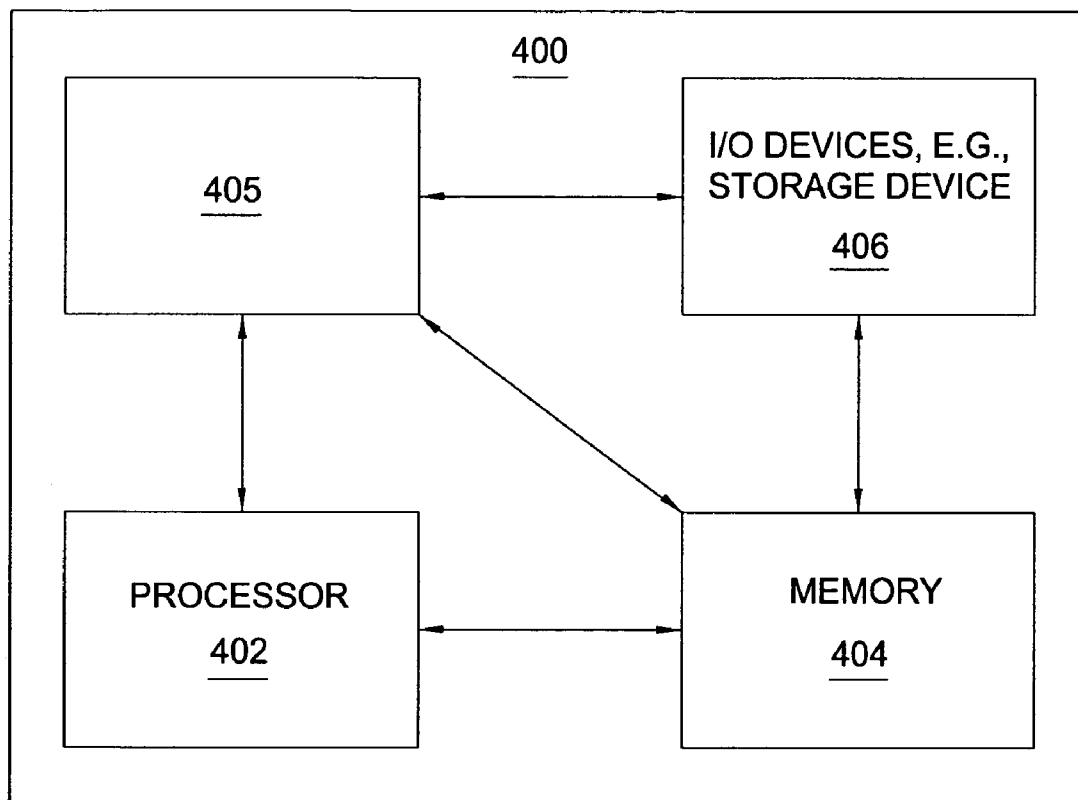 400
405
I/O DEVICES, E.G.,
STORAGE DEVICE
406
PROCESSOR
402
MEMORY
404